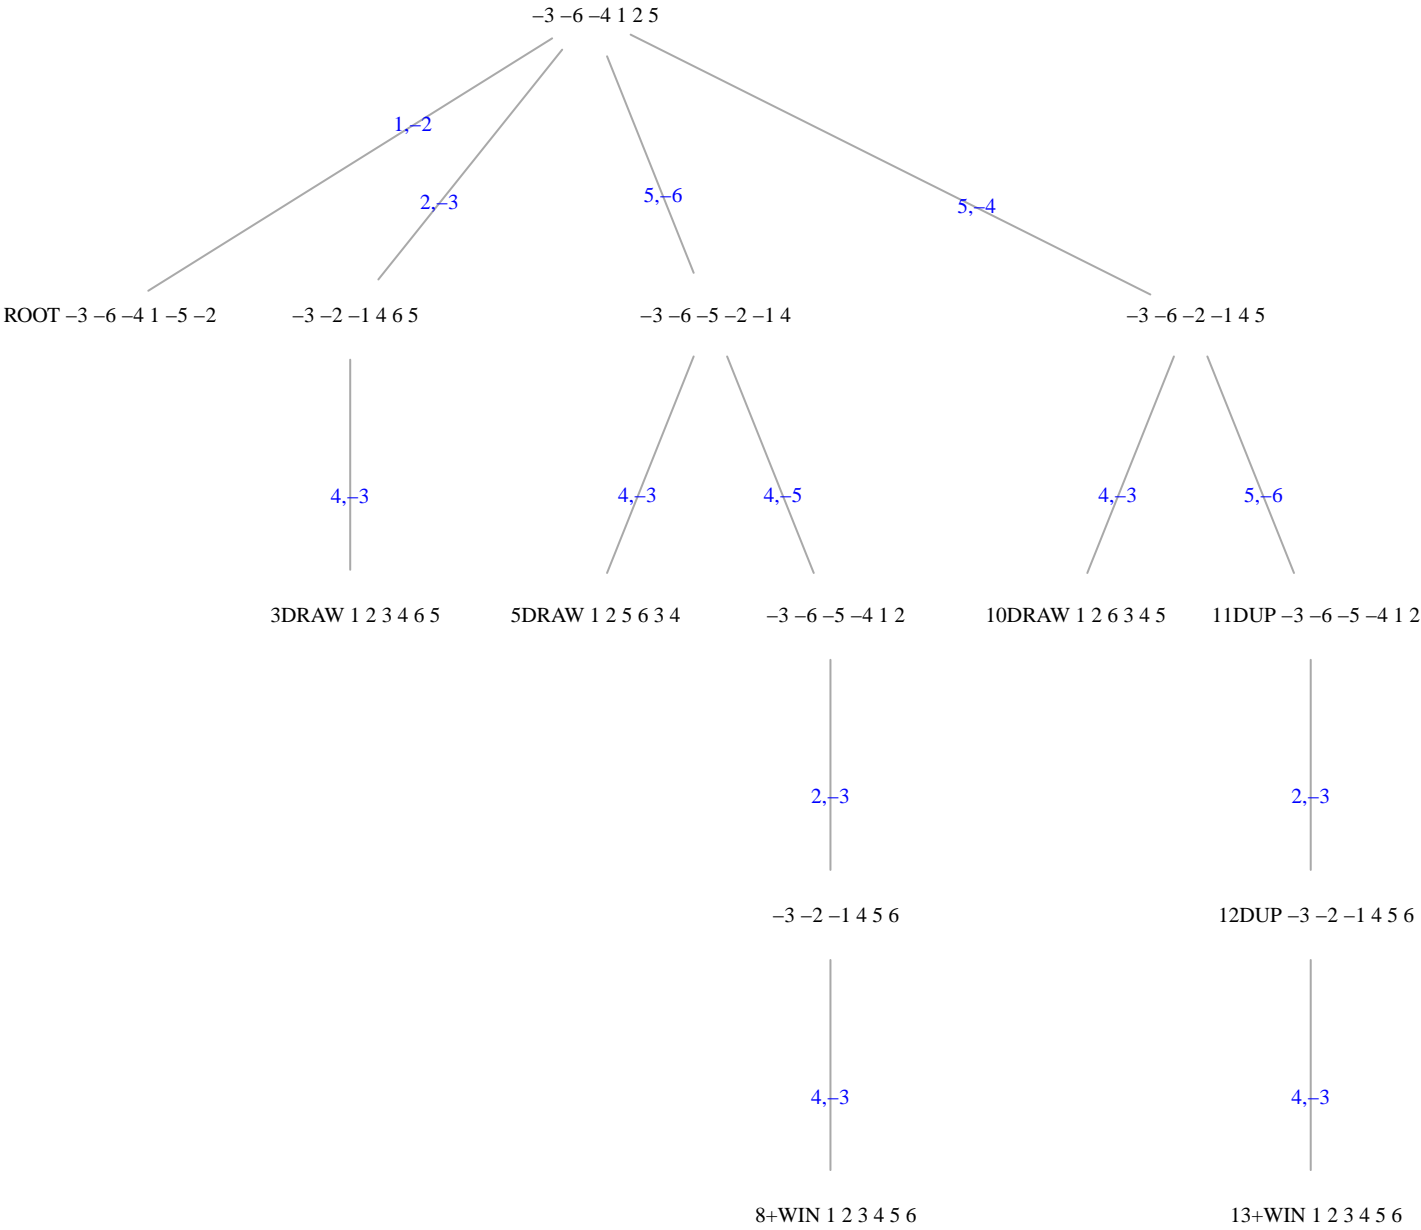 –3 –6 –4 1 2 5
1,–2
2,–3
5,–6
5,–4
ROOT –3 –6 –4 1 –5 –2
–3 –2 –1 4 6 5
–3 –6 –5 –2 –1 4
–3 –6 –2 –1 4 5
4,–3
4,–3
4,–5
4,–3
5,–6
3DRAW 1 2 3 4 6 5
5DRAW 1 2 5 6 3 4
–3 –6 –5 –4 1 2
10DRAW 1 2 6 3 4 5
11DUP –3 –6 –5 –4 1 2
2,–3
2,–3
–3 –2 –1 4 5 6
12DUP –3 –2 –1 4 5 6
4,–3
4,–3
8+WIN 1 2 3 4 5 6
13+WIN 1 2 3 4 5 6